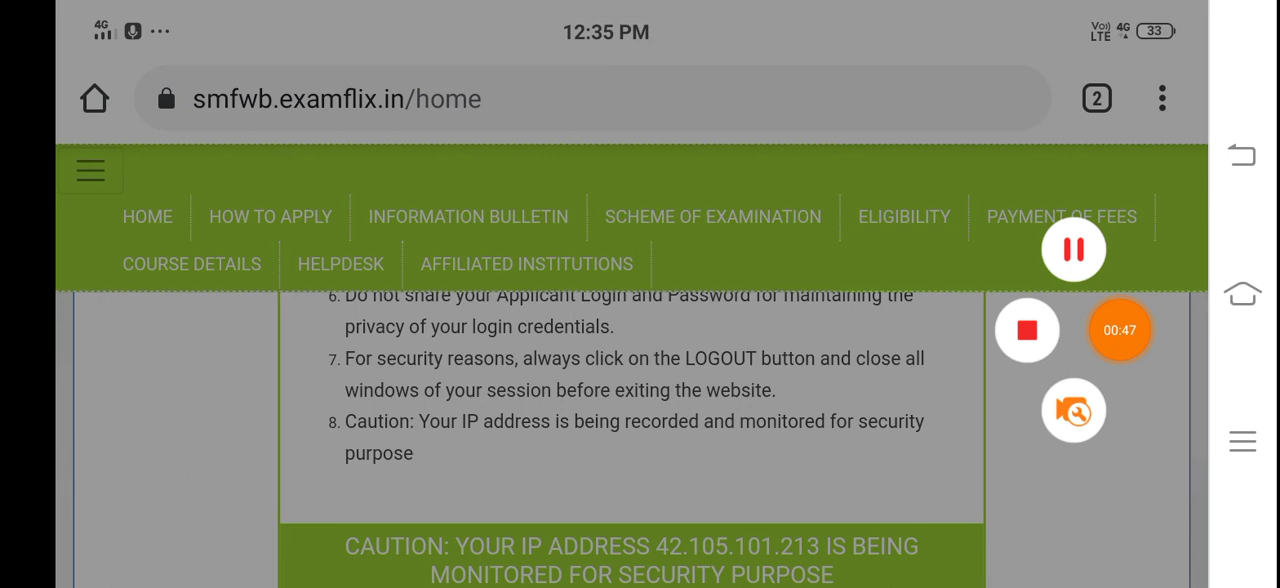 4G ... 12:35 PM Vo) LTE 4G 33
smfwb.examflix.in/home 2
HOME HOW TO APPLY INFORMATION BULLETIN SCHEME OF EXAMINATION ELIGIBILITY PAYMENT OF FEES
COURSE DETAILS HELPDESK AFFILIATED INSTITUTIONS
6. Do not share your Applicant Login and Password for maintaining the
privacy of your login credentials.
7. For security reasons, always click on the LOGOUT button and close all
windows of your session before exiting the website.
8. Caution: Your IP address is being recorded and monitored for security
purpose
00:47
CAUTION: YOUR IP ADDRESS 42.105.101.213 IS BEING
MONITORED FOR SECURITY PURPOSE